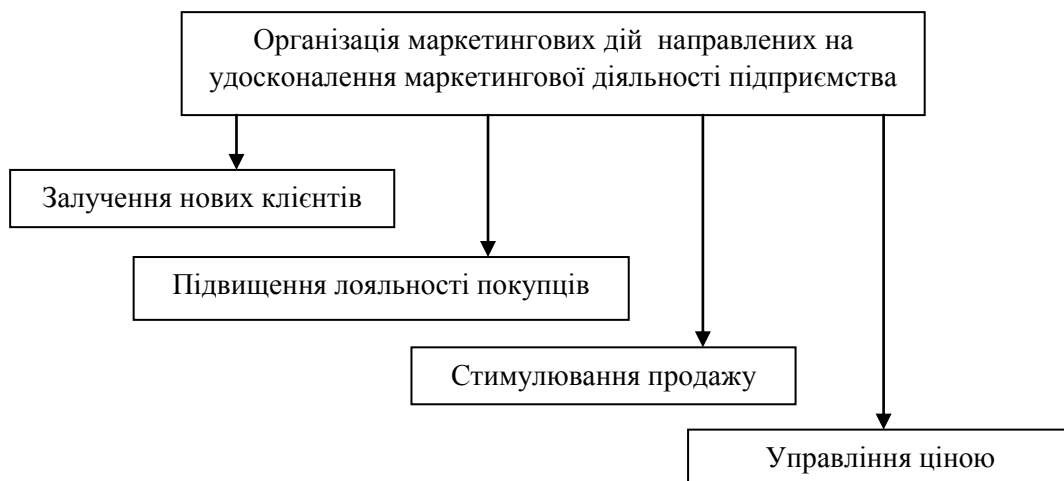 Організація маркетингових дій  направлених на
удосконалення маркетингової діяльності підприємства
Залучення нових клієнтів
Підвищення лояльності покупців
Стимулювання продажу
Управління ціною